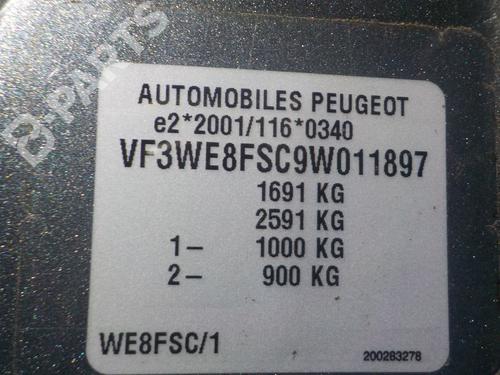 B-PARTS
AUTOMOBILES PEUGEOT
e2*2001/116*0340
VF3WE8FSC9W011897
1691 KG
2591 KG
1- 1000 KG
2- 900 KG
WE8FSC/1
200283278